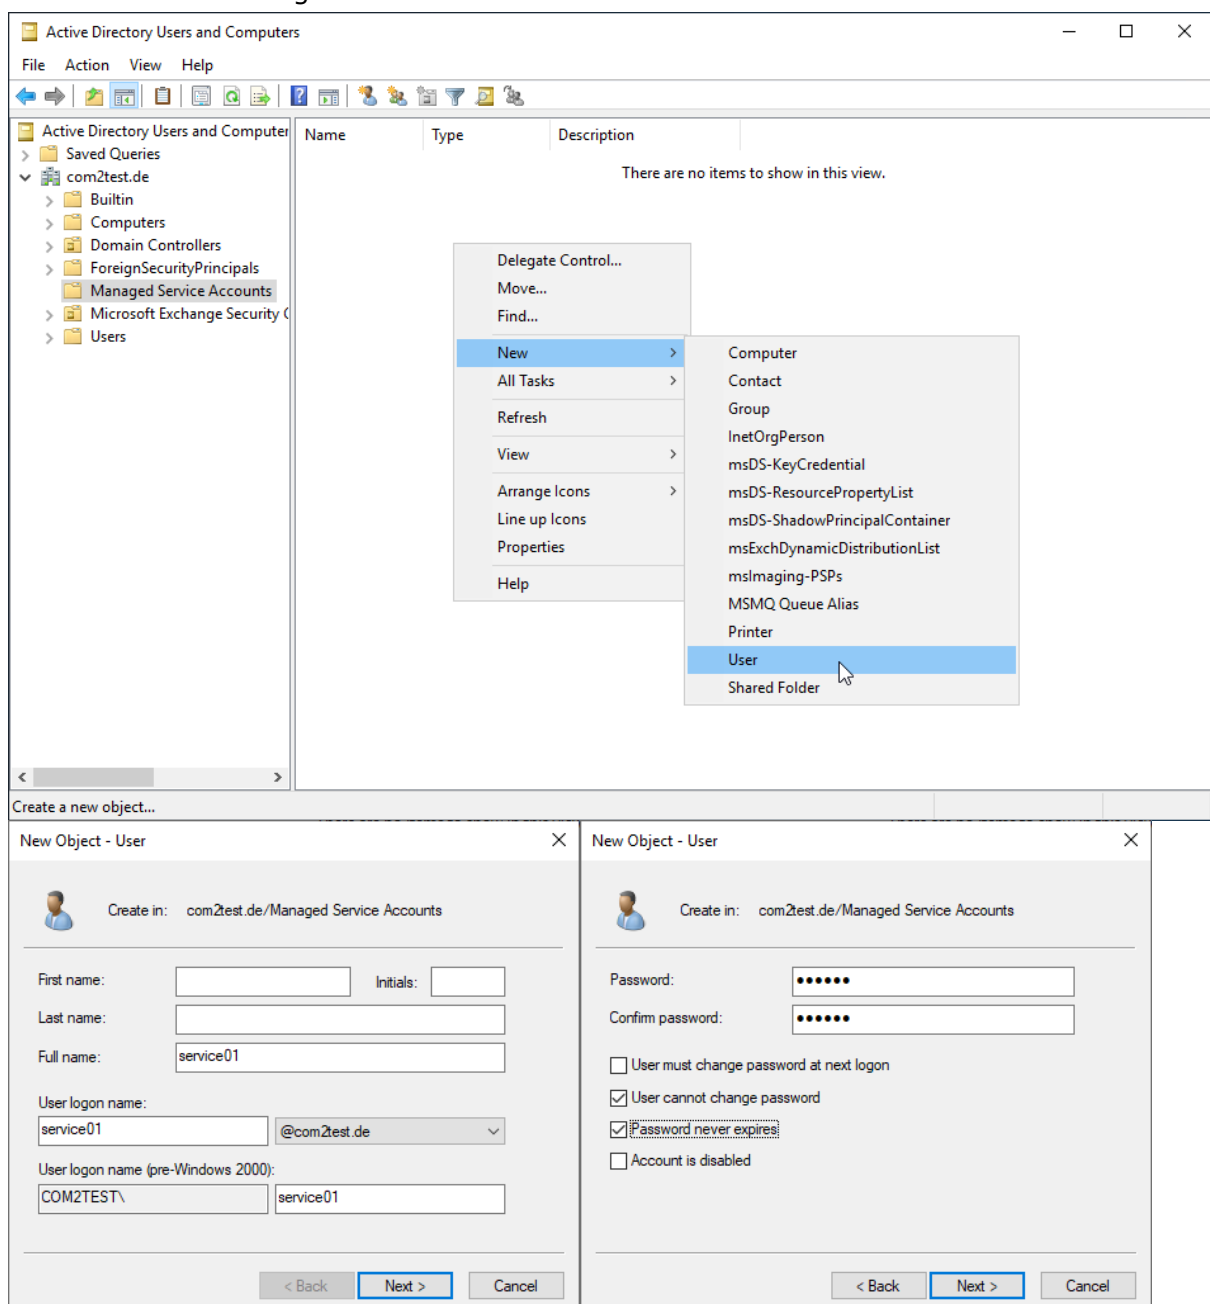 Active Directory Users and Computers
File Action View Help
Active Directory Users and Computer
Saved Queries
com2test.de
Builtin
Computers
Domain Controllers
ForeignSecurityPrincipals
Managed Service Accounts
Microsoft Exchange Security
Users
Name Type Description
There are no items to show in this view.
Delegate Control...
Move...
Find...
New
All Tasks
Refresh
View
Arrange Icons
Line up Icons
Properties
Help
Computer
Contact
Group
InetOrgPerson
msDS-KeyCredential
msDS-ResourcePropertyList
msDS-ShadowPrincipalContainer
msExchDynamicDistributionList
msImaging-PSPs
MSMQ Queue Alias
Printer
User
Shared Folder
Create a new object...
New Object - User
Create in: com2test.de/Managed Service Accounts
First name: Initials:
Last name:
Full name: service01
User logon name:
service01 @com2test.de
User logon name (pre-Windows 2000):
COM2TEST\ service01
< Back Next > Cancel
New Object - User
Create in: com2test.de/Managed Service Accounts
Password: ••••••
Confirm password: ••••••
User must change password at next logon
User cannot change password
Password never expires
Account is disabled
< Back Next > Cancel